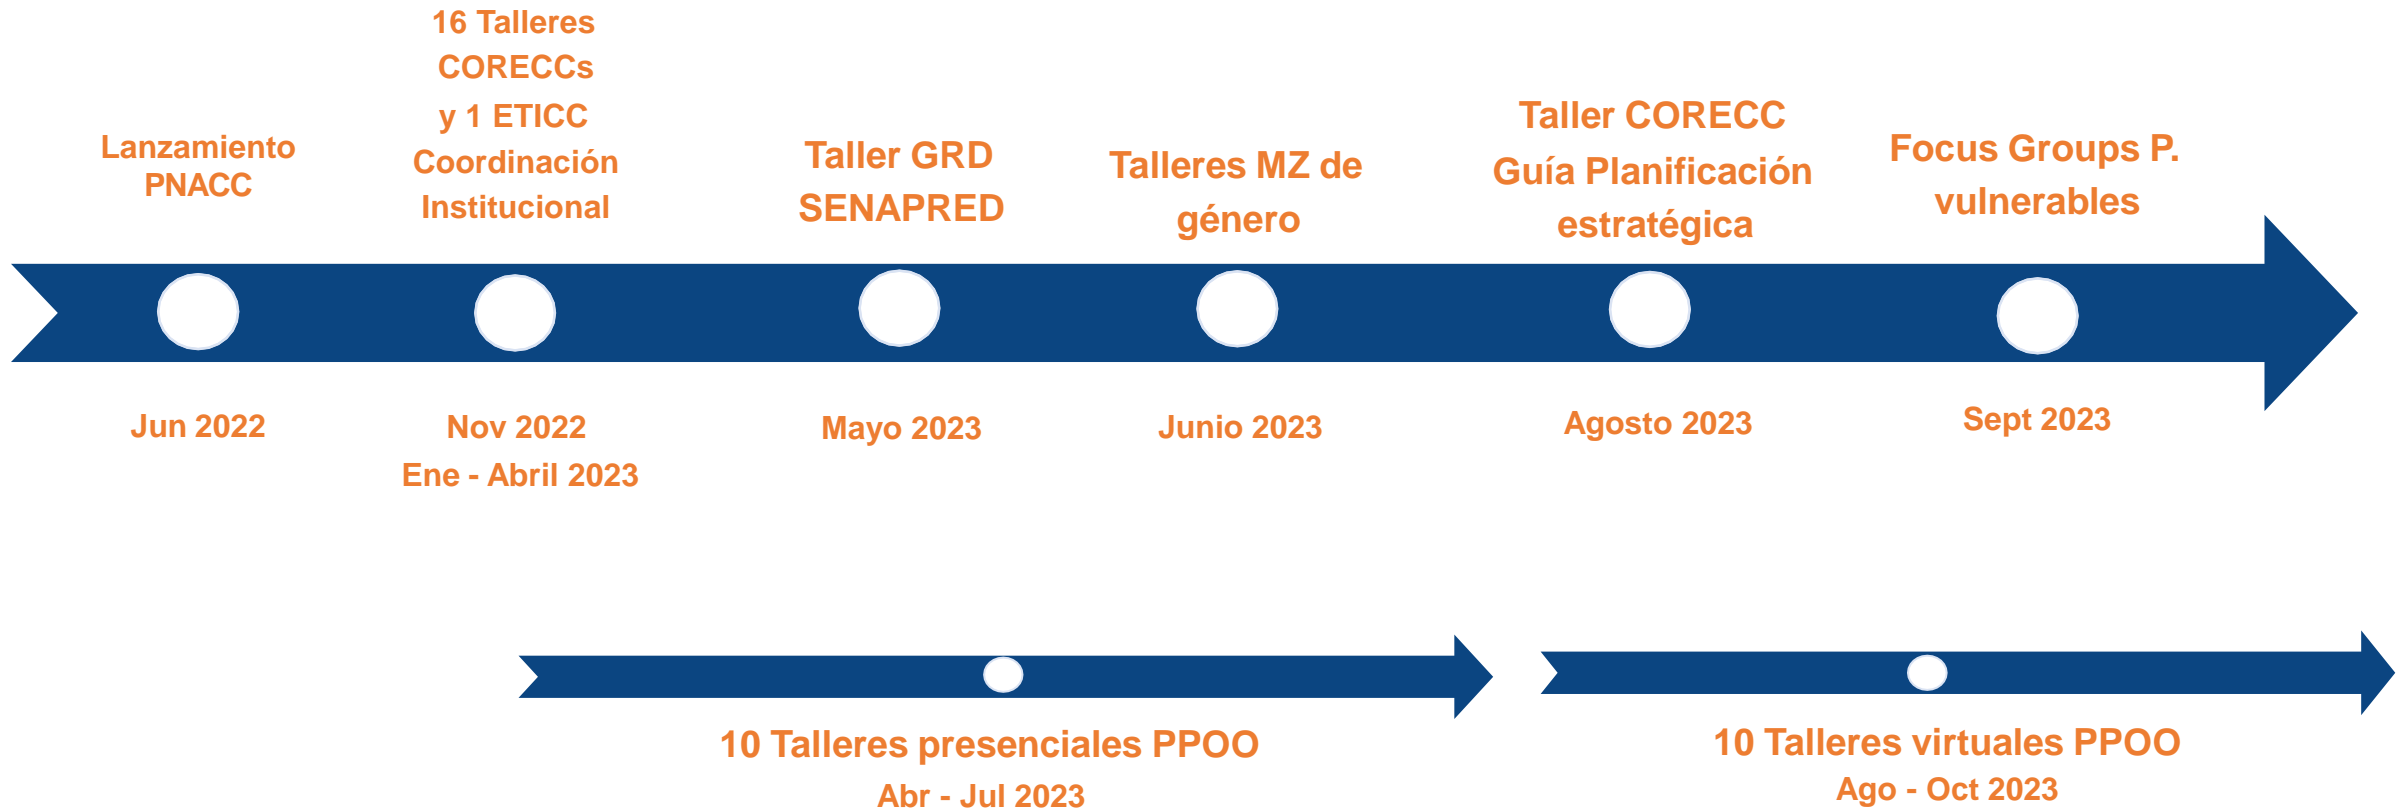 Lanzamiento
PNACC
16 Talleres
CORECCs
y 1 ETICC
Coordinación
Institucional
Taller GRD
SENAPRED
Talleres MZ de
género
Taller CORECC
Guía Planificación
estratégica
Focus Groups P.
vulnerables
Jun 2022
Nov 2022
Ene - Abril 2023
Mayo 2023
Junio 2023
Agosto 2023
Sept 2023
10 Talleres presenciales PPOO
Abr - Jul 2023
10 Talleres virtuales PPOO
Ago - Oct 2023